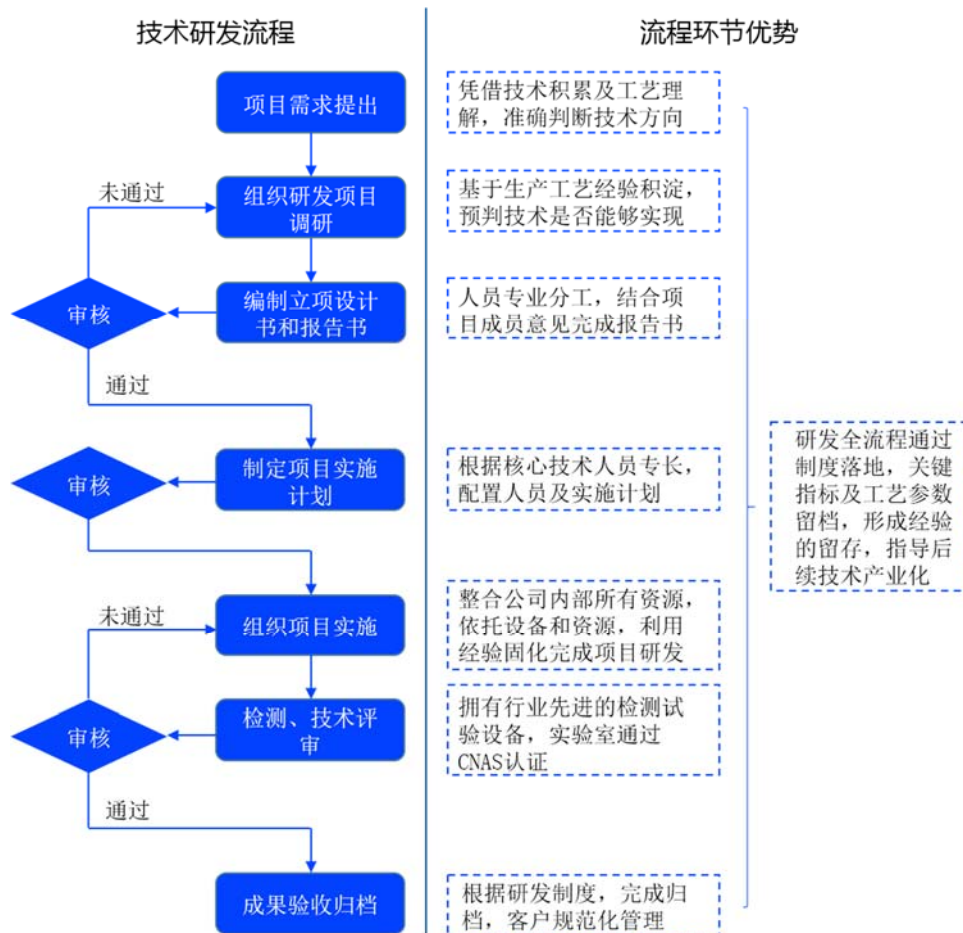 技术研发流程
流程环节优势
项目需求提出
凭借技术积累及工艺理
解，准确判断技术方向
未通过
组织研发项目
调研
基于生产工艺经验积淀，
预判技术是否能够实现
审核
编制立项设计
书和报告书
人员专业分工，结合项
目成员意见完成报告书
通过
审核
制定项目实施
计划
根据核心技术人员专长，
配置人员及实施计划
未通过
组织项目实施
整合公司内部所有资源，
依托设备和资源，利用
经验固化完成项目研发
审核
检测、技术评
审
拥有行业先进的检测试
验设备，实验室通过
CNAS认证
通过
成果验收归档
根据研发制度，完成归
档，客户规范化管理
研发全流程通过
制度落地，关键
指标及工艺参数
留档，形成经验
的留存，指导后
续技术产业化